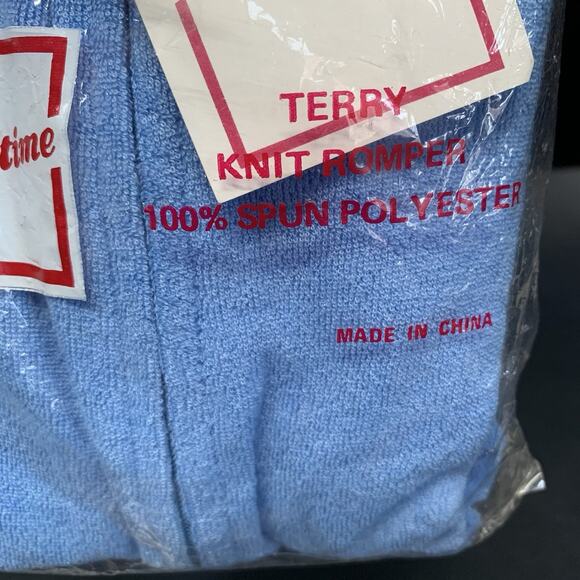 time
TERRY
KNIT ROMPER
100% SPUN POLYESTER
MADE IN CHINA